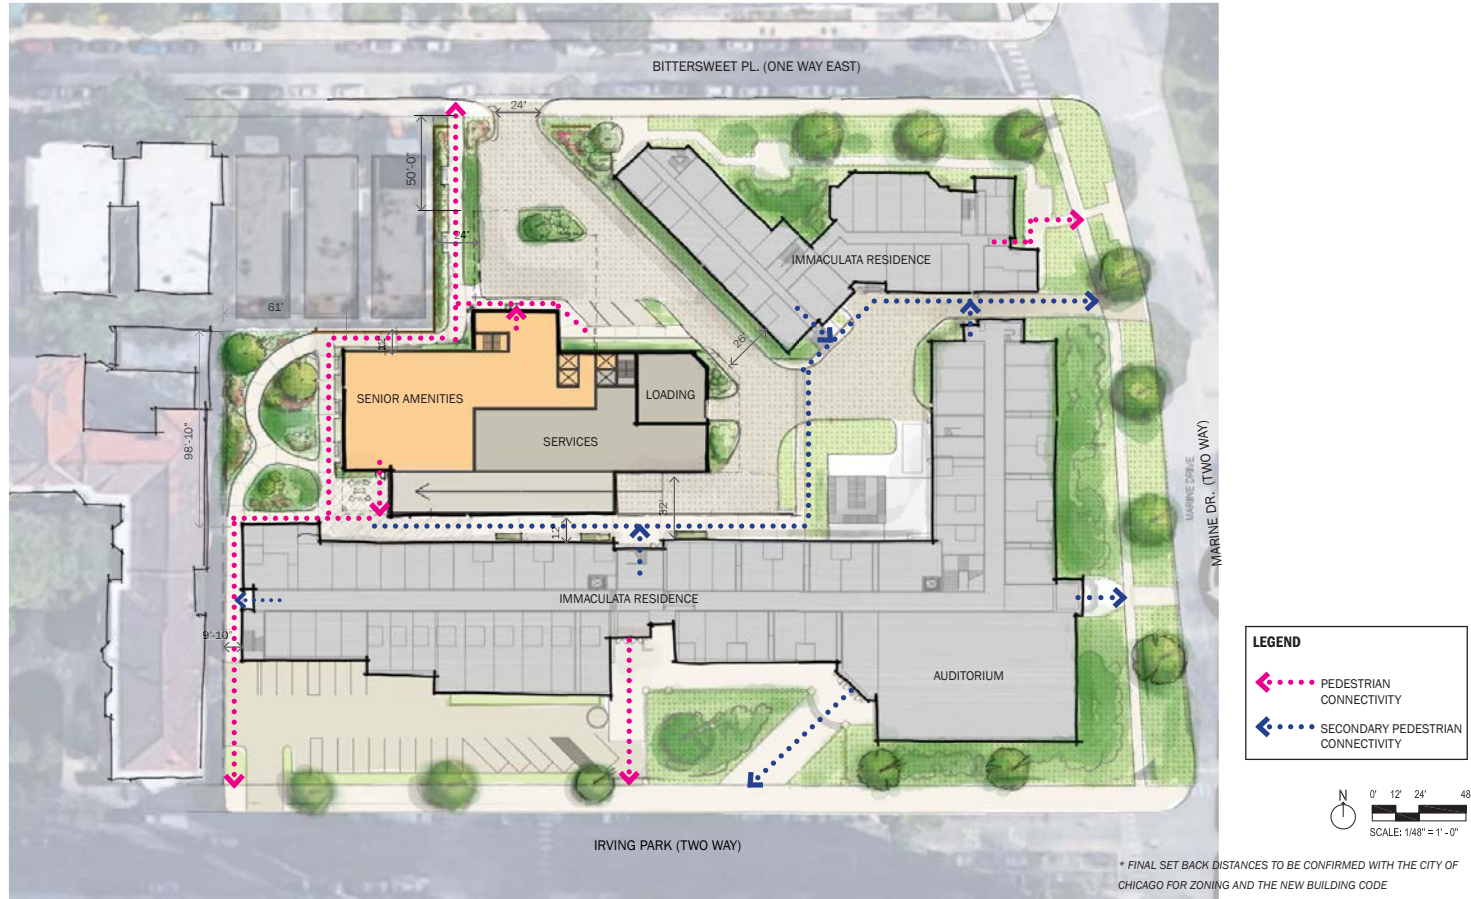 BITTERSWEET PL. (ONE WAY EAST)
24'
50'-0"
24'
IMMACULATA RESIDENCE
61'
12'
26'
SENIOR AMENITIES
LOADING
98'-10"
SERVICES
32'
12'
MARINE DRIVE
MARINE DR. (TWO WAY)
IMMACULATA RESIDENCE
9'-10"
AUDITORIUM
LEGEND
PEDESTRIAN
CONNECTIVITY
SECONDARY PEDESTRIAN
CONNECTIVITY
N
0' 12' 24' 48
SCALE: 1/48" = 1' - 0"
IRVING PARK (TWO WAY)
* FINAL SET BACK DISTANCES TO BE CONFIRMED WITH THE CITY OF
CHICAGO FOR ZONING AND THE NEW BUILDING CODE